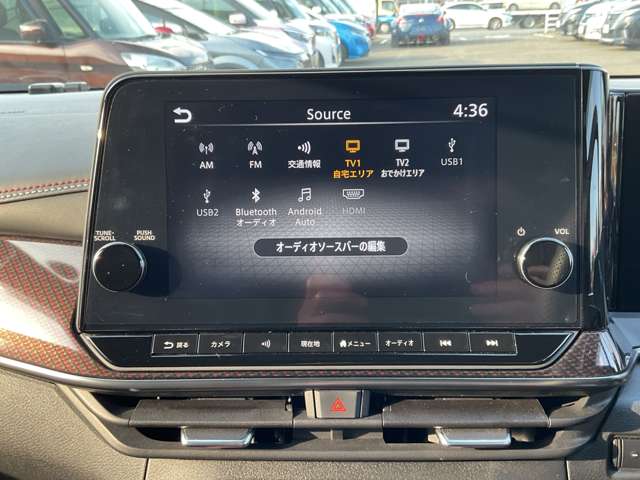 Source
4:36
AM
FM
交通情報
TV1
自宅エリア
TV2
おでかけエリア
USB1
USB2
Bluetooth
オーディオ
Android
Auto
HDMI
オーディオソースバーの編集
TUNE・
SCROLL
PUSH
SOUND
VOL
戻る
カメラ
現在地
メニュー
オーディオ